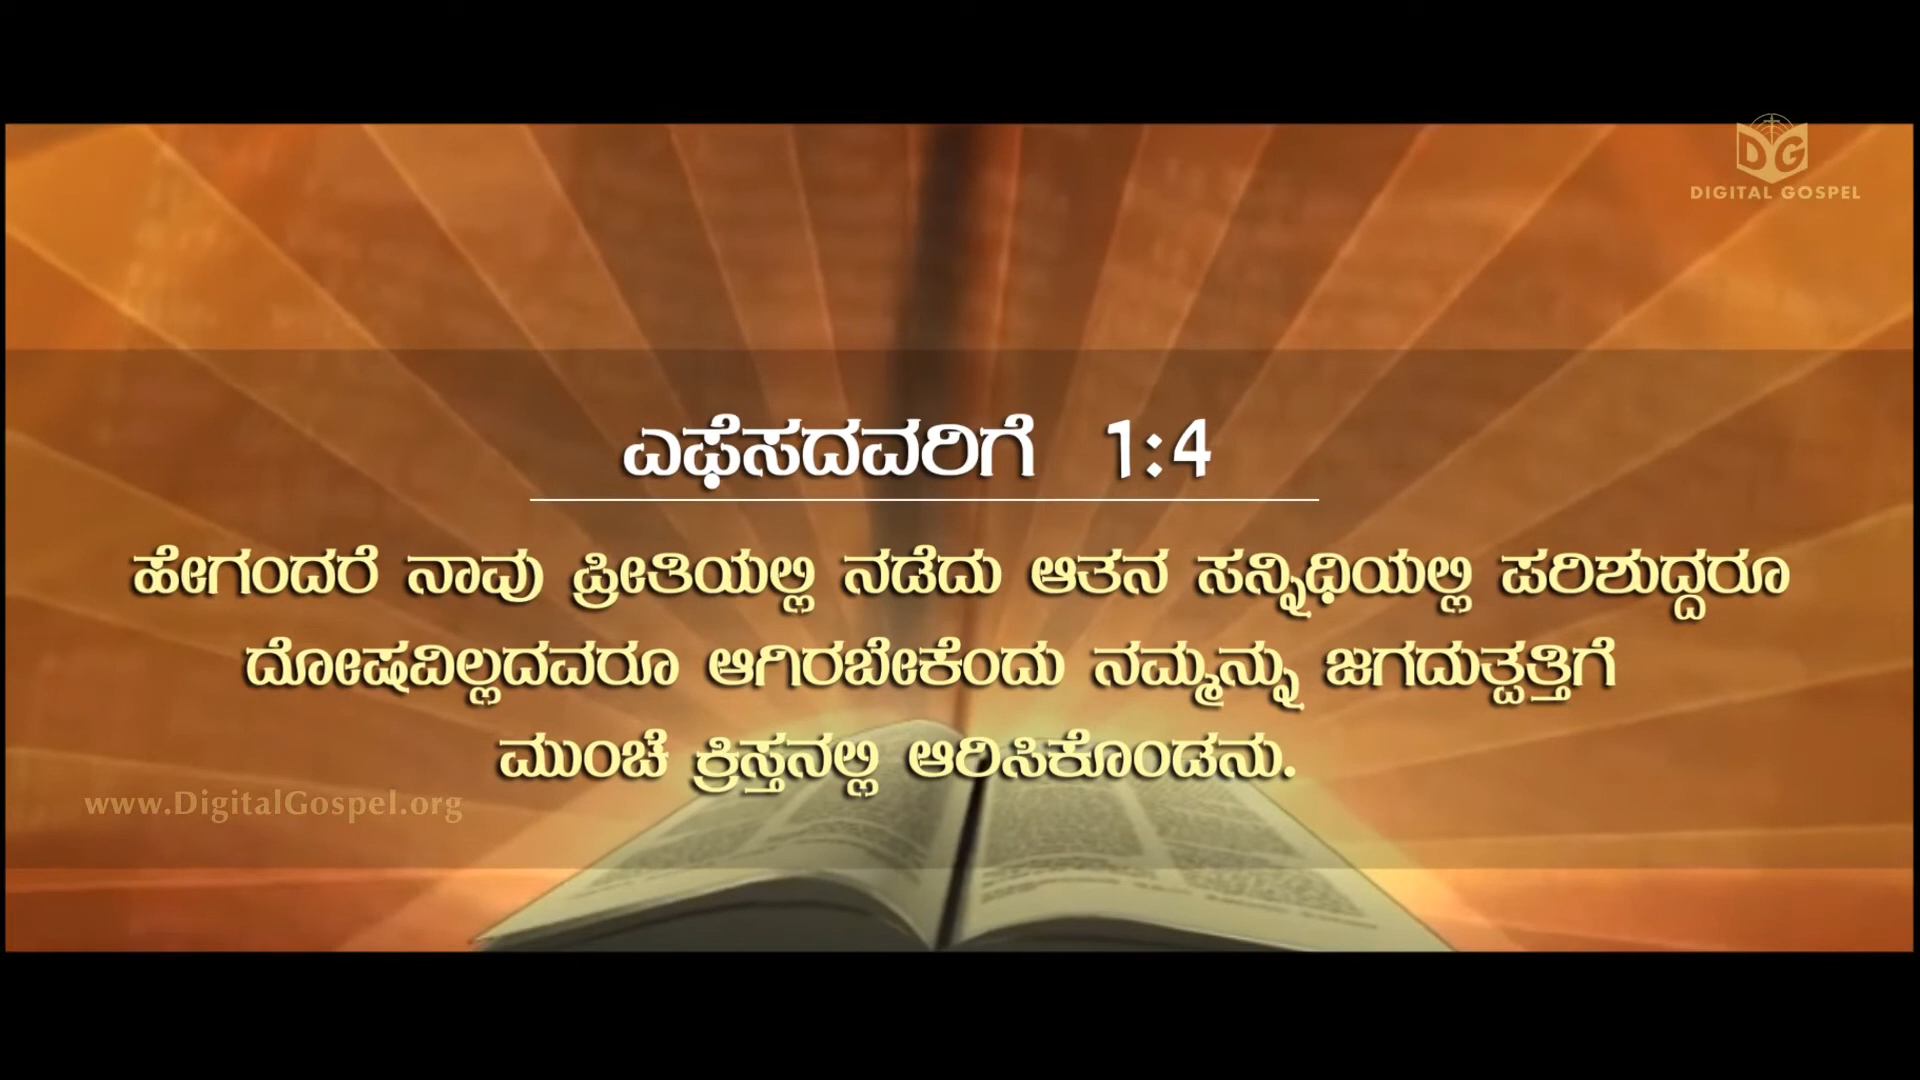 DG
DIGITAL GOSPEL
ಎಫೆಸದವರಿಗೆ 1:4
ಹೇಗಂದರೆ ನಾವು ಪ್ರೀತಿಯಲ್ಲಿ ನಡೆದು ಆತನ ಸನ್ನಿಧಿಯಲ್ಲಿ ಪರಿಶುದ್ದರೂ
ದೋಷವಿಲ್ಲದವರೂ ಆಗಿರಬೇಕೆಂದು ನಮ್ಮನ್ನು ಜಗದುತ್ಪತ್ತಿಗೆ
ಮುಂಚೆ ಕ್ರಿಸ್ತನಲ್ಲಿ ಆರಿಸಿಕೊಂಡನು.
www.DigitalGospel.org